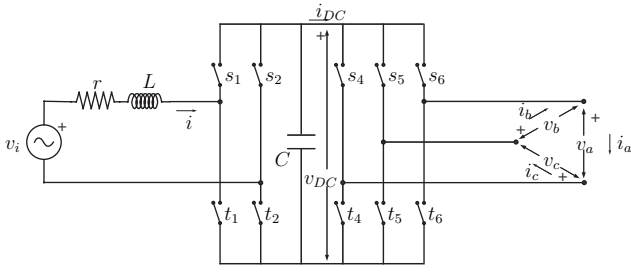 i_DC
+
s_1 s_2 s_4 s_5 s_6
r L
i
i_b
v_b
+
+
v_i
+
C
v_DC
+
v_a
i_a
v_c
i_c
+
t_1 t_2 t_4 t_5 t_6